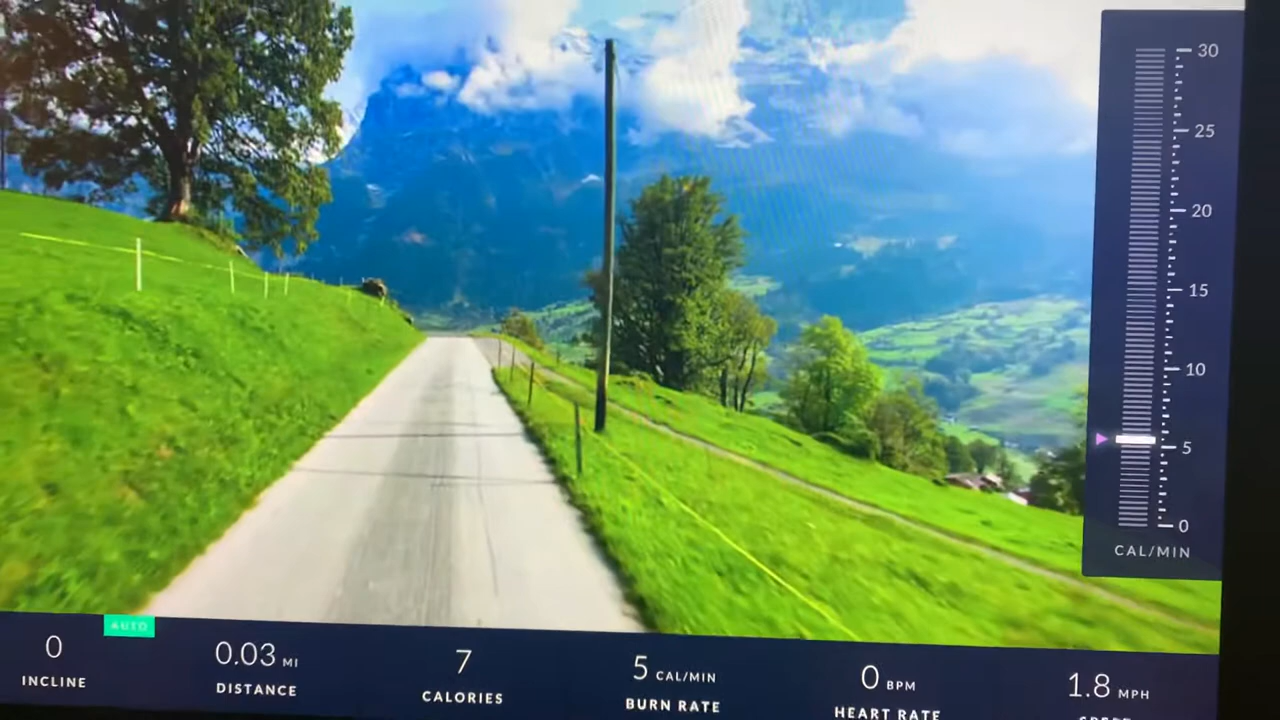 30
25
20
15
10
5
0
CAL/MIN
AUTO
0
INCLINE
0.03 MI
DISTANCE
7
CALORIES
5 CAL/MIN
BURN RATE
0 BPM
HEART RATE
1.8 MPH
SPEED